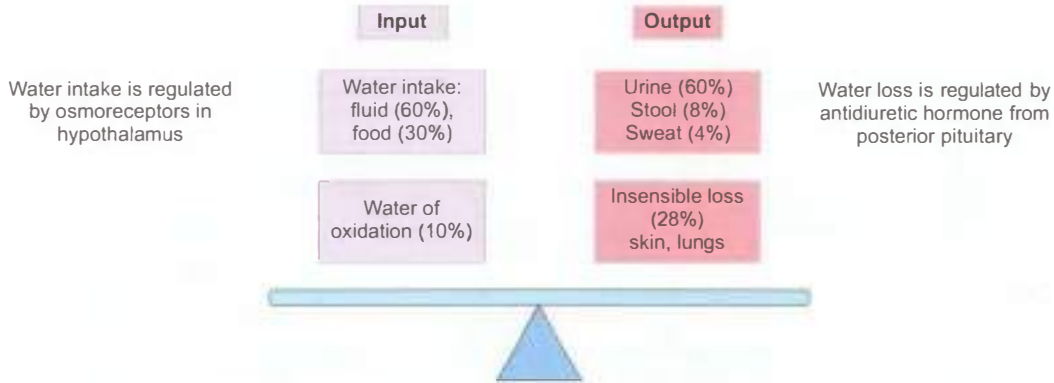 Input
Output
Water intake is regulated
by osmoreceptors in
hypothalamus
Water intake:
fluid (60%),
food (30%)
Urine (60%)
Stool (8%)
Sweat (4%)
Water loss is regulated by
antidiuretic hormone from
posterior pituitary
Water of
oxidation (10%)
Insensible loss
(28%)
skin, lungs